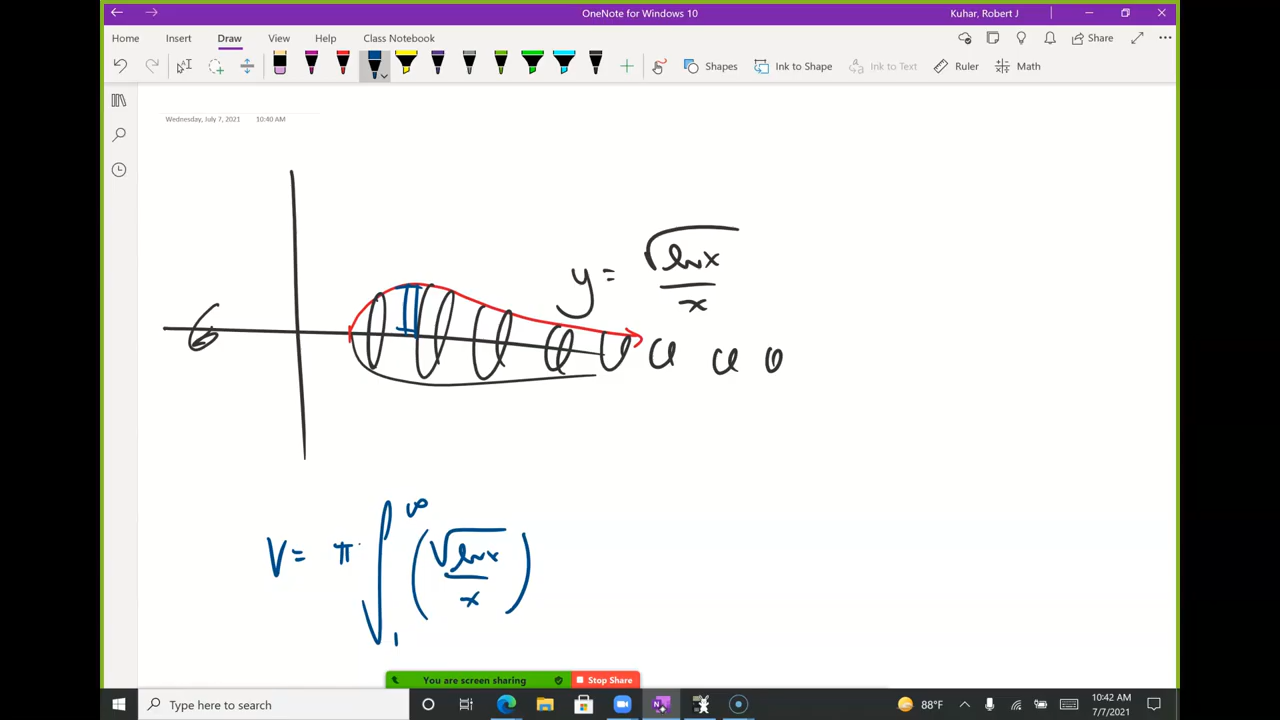 OneNote for Windows 10
Kuhar, Robert J
Home Insert Draw View Help Class Notebook
Share
Shapes Ink to Shape Ink to Text Ruler Math
Wednesday, July 7, 2021 10:40 AM
y = √ln x / x
6
V = π ∫₁^∞ (√ln x / x)
You are screen sharing Stop Share
Type here to search
88°F
10:42 AM
7/7/2021